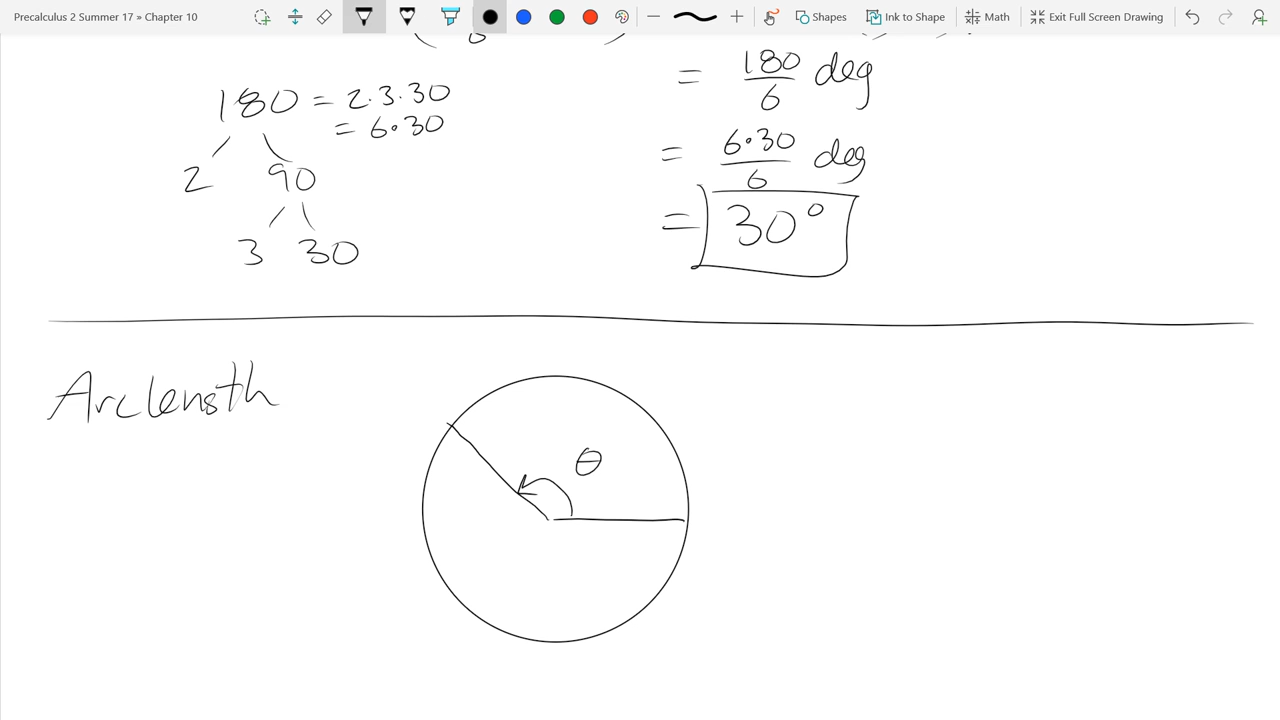 Precalculus 2 Summer 17 » Chapter 10
Shapes
Ink to Shape
Math
Exit Full Screen Drawing
180 = 2·3·30
= 6·30
2 90
3 30
= 180/6 deg
= 6·30/6 deg
= 30°
Arclength
θ